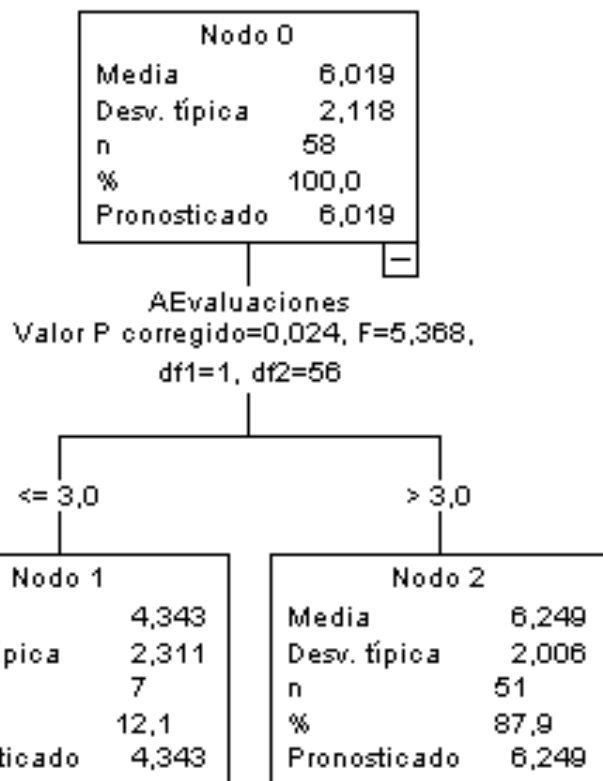 Nodo 0
Media 6,019
Desv. típica 2,118
n 58
% 100,0
Pronosticado 6,019
AEvaluaciones
Valor P corregido=0,024, F=5,368,
df1=1, df2=56
<= 3,0 > 3,0
Nodo 1
4,343
pica 2,311
7
12,1
ticado 4,343
Nodo 2
Media 6,249
Desv. típica 2,006
n 51
% 87,9
Pronosticado 6,249